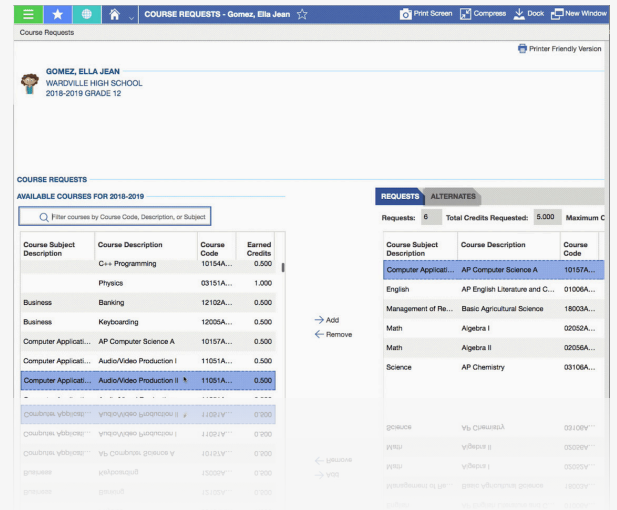 COURSE REQUESTS - Gomez, Ella Jean
Print Screen Compress Dock New Window
Course Requests
Printer Friendly Version
GOMEZ, ELLA JEAN
WARDVILLE HIGH SCHOOL
2018-2019 GRADE 12
COURSE REQUESTS
AVAILABLE COURSES FOR 2018-2019
Filter courses by Course Code, Description, or Subject
Course Subject Description Course Description Course Code Earned Credits
C++ Programming 10154A... 0.500
Physics 03151A... 1.000
Business Banking 12102A... 0.500
Business Keyboarding 12005A... 0.500
Computer Applicati... AP Computer Science A 10157A... 0.500
Computer Applicati... Audio/Video Production I 11051A... 0.500
Computer Applicati... Audio/Video Production II 11051A... 0.500
Add
Remove
REQUESTS ALTERNATES
Requests: 6 Total Credits Requested: 5.000 Maximum C
Course Subject Description Course Description Course Code
Computer Applicati... AP Computer Science A 10157A...
English AP English Literature and C... 01006A...
Management of Re... Basic Agricultural Science 18003A...
Math Algebra I 02052A...
Math Algebra II 02056A...
Science AP Chemistry 03106A...